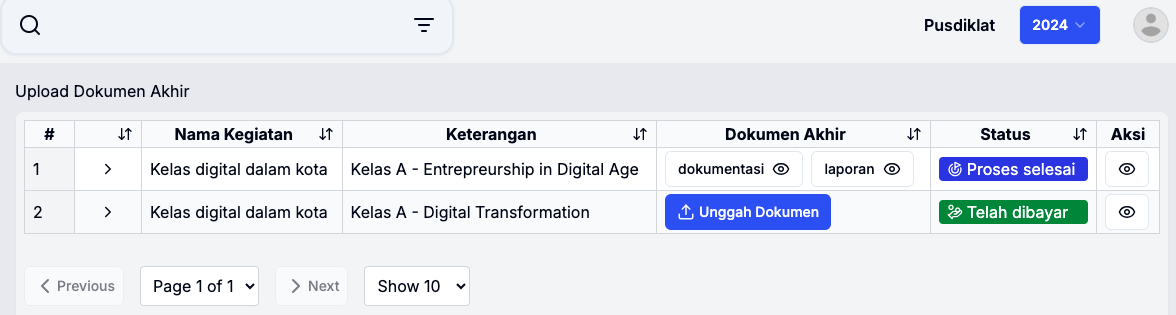 Pusdiklat 2024
Upload Dokumen Akhir
# Nama Kegiatan Keterangan Dokumen Akhir Status Aksi
1 Kelas digital dalam kota Kelas A - Entrepreurship in Digital Age dokumentasi laporan Proses selesai
2 Kelas digital dalam kota Kelas A - Digital Transformation Unggah Dokumen Telah dibayar
Previous Page 1 of 1 Next Show 10